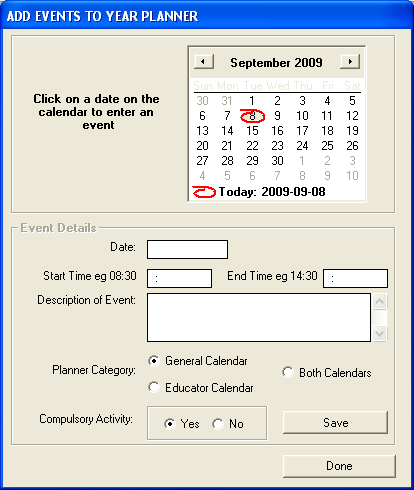 ADD EVENTS TO YEAR PLANNER
September 2009
Click on a date on the
calendar to enter an
event
Sun Mon Tue Wed Thu Fri Sat
30 31 1 2 3 4 5
6 7 8 9 10 11 12
13 14 15 16 17 18 19
20 21 22 23 24 25 26
27 28 29 30 1 2 3
4 5 6 7 8 9 10
Today: 2009-09-08
Event Details
Date:
Start Time eg 08:30 : End Time eg 14:30 :
Description of Event:
Planner Category:
General Calendar
Both Calendars
Educator Calendar
Compulsory Activity: Yes No Save
Done